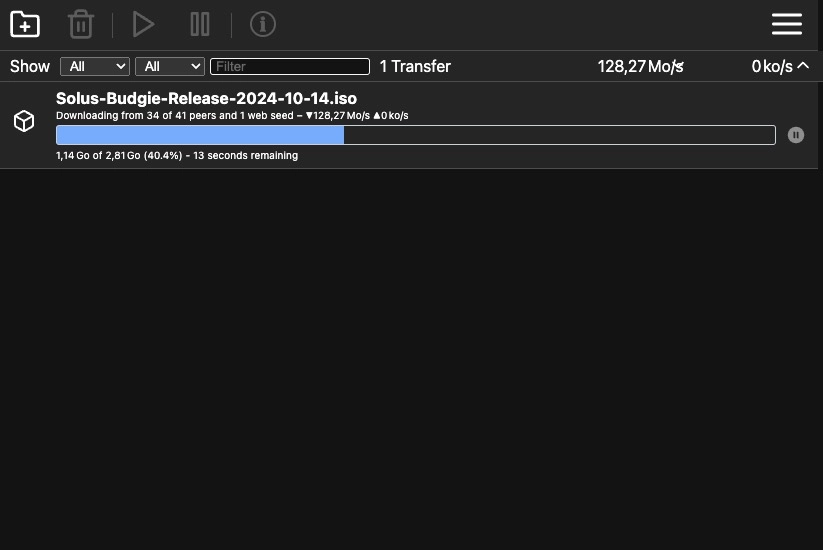 Show All All Filter 1 Transfer 128,27 Mo/s 0 ko/s
Solus-Budgie-Release-2024-10-14.iso
Downloading from 34 of 41 peers and 1 web seed – ▼128,27 Mo/s ▲0 ko/s
1,14 Go of 2,81 Go (40.4%) - 13 seconds remaining